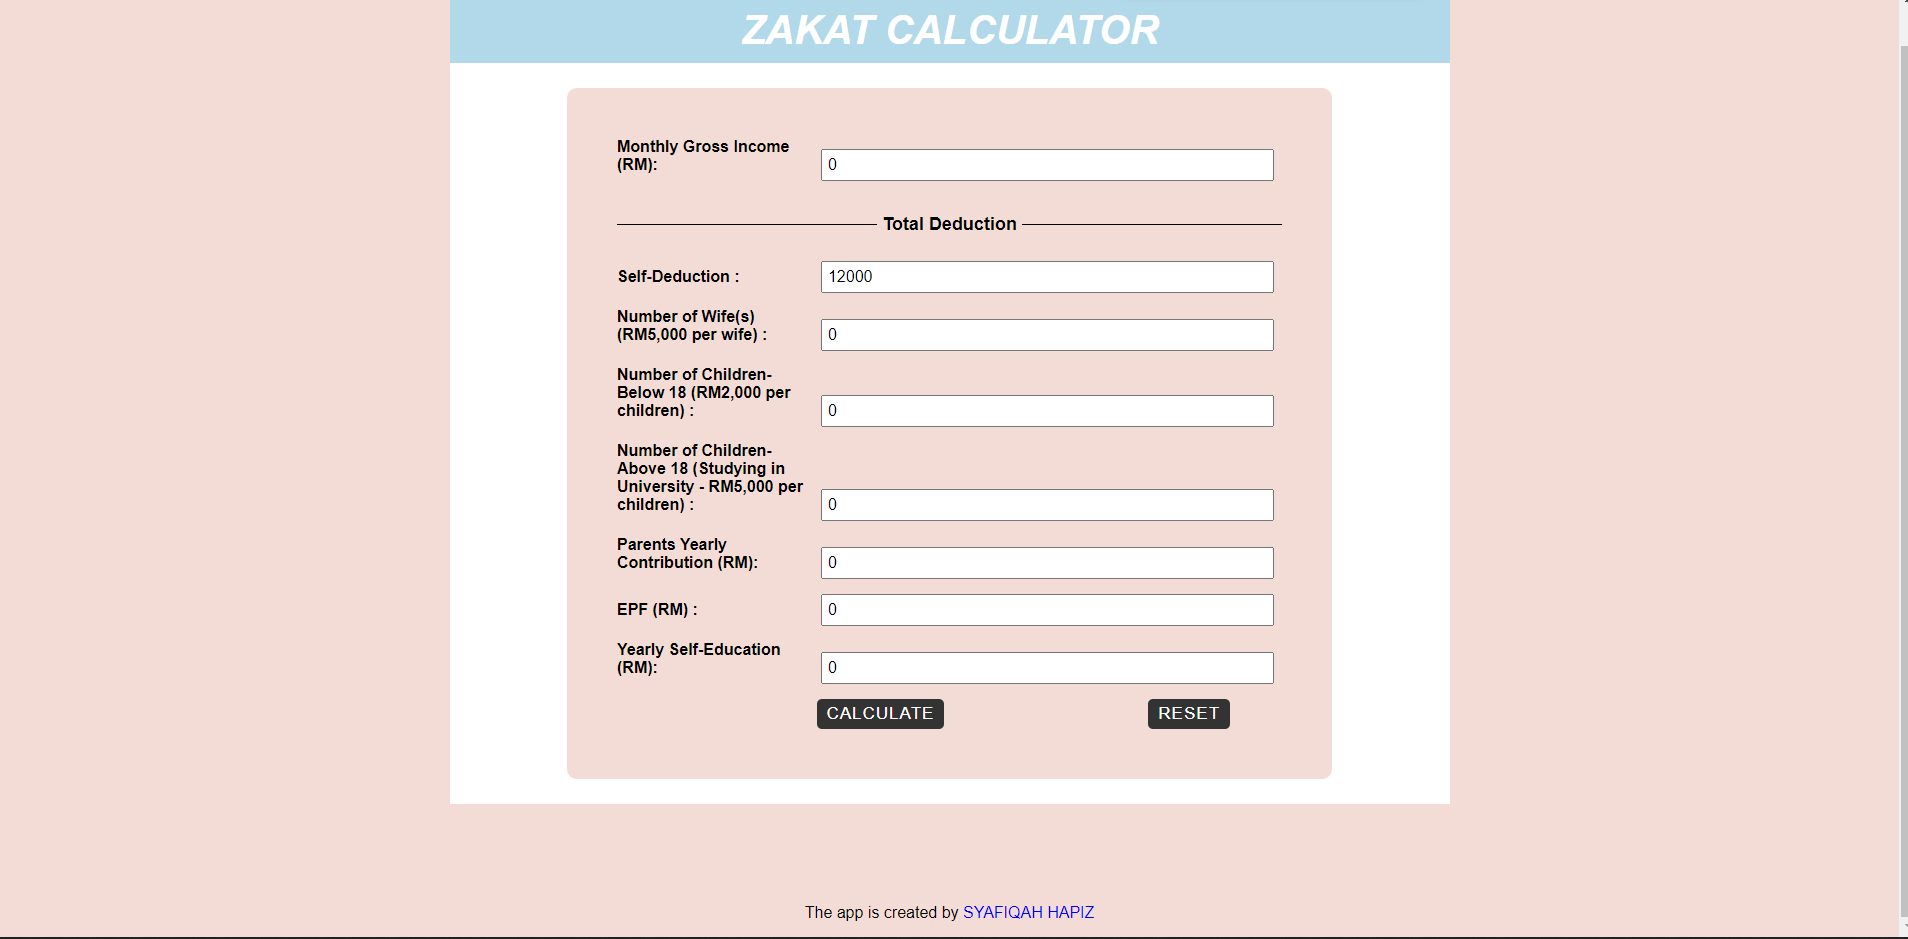 ZAKAT CALCULATOR
Monthly Gross Income
(RM):
0
Total Deduction
Self-Deduction :
12000
Number of Wife(s)
(RM5,000 per wife) :
0
Number of Children-
Below 18 (RM2,000 per
children) :
0
Number of Children-
Above 18 (Studying in
University - RM5,000 per
children) :
0
Parents Yearly
Contribution (RM):
0
EPF (RM) :
0
Yearly Self-Education
(RM):
0
CALCULATE
RESET
The app is created by SYAFIQAH HAPIZ